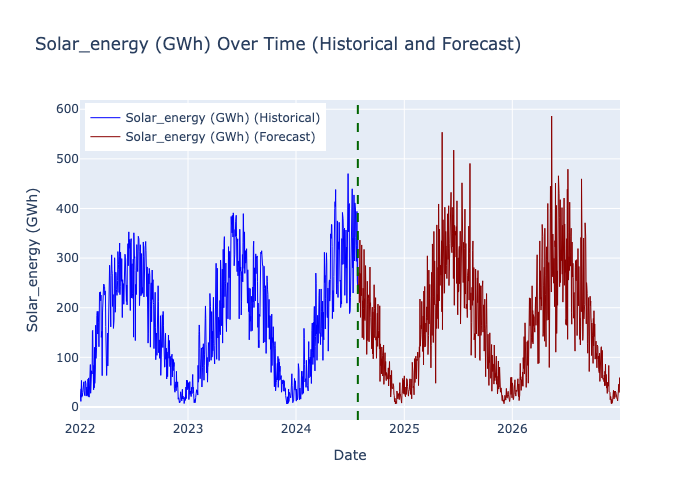 Solar_energy (GWh) Over Time (Historical and Forecast)
Solar_energy (GWh) (Historical)
Solar_energy (GWh) (Forecast)
Solar_energy (GWh)
600
500
400
300
200
100
0
2022
2023
2024
2025
2026
Date